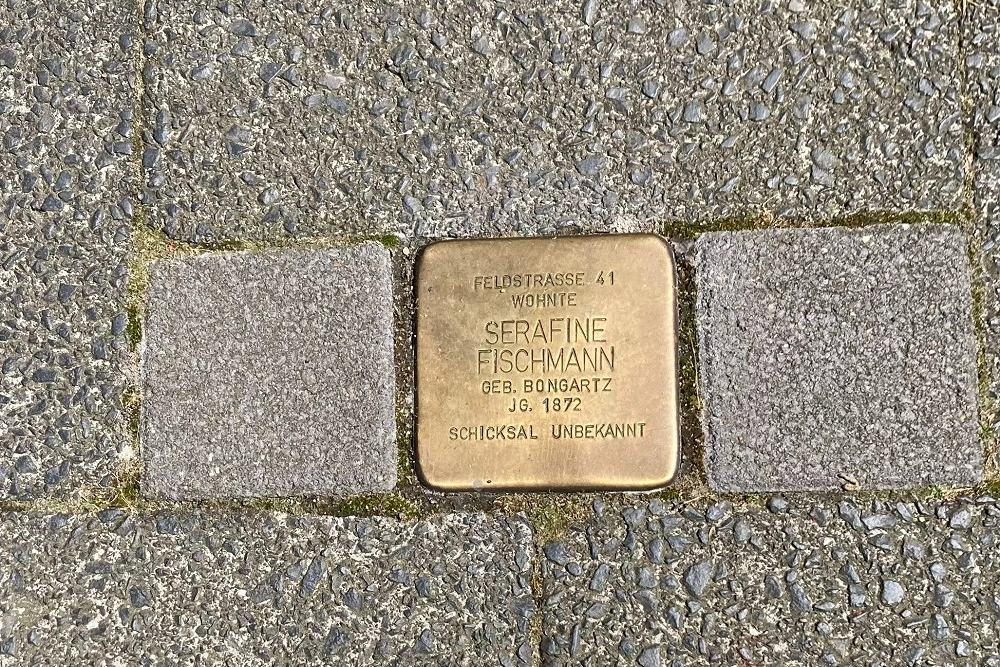 FELDSTRASSE 41
WOHNTE
SERAFINE
FISCHMANN
GEB. BONGARTZ
JG. 1872
SCHICKSAL UNBEKANNT